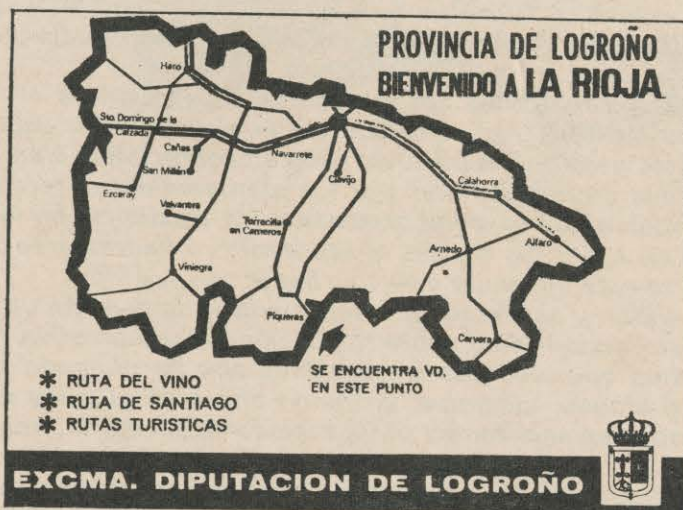 PROVINCIA DE LOGROÑO
BIENVENIDO A LA RIOJA
Haro
Sto. Domingo de la
Calzada
Cañas
San Millán
Navarrete
Clavijo
Calahorra
Ezcaray
Valvanera
Torrecilla
en Cameros
Arnedo
Alfaro
Viniegra
Piqueras
Cervera
SE ENCUENTRA VD.
EN ESTE PUNTO
* RUTA DEL VINO
* RUTA DE SANTIAGO
* RUTAS TURISTICAS
EXCMA. DIPUTACION DE LOGROÑO